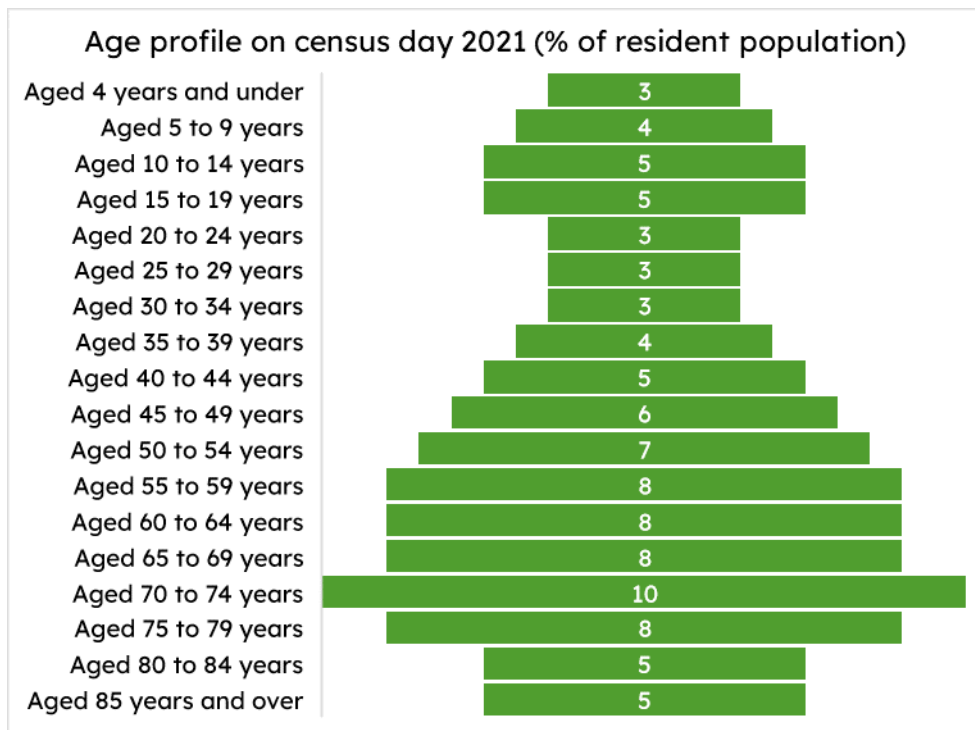 Age profile on census day 2021 (% of resident population)
Aged 4 years and under 3
Aged 5 to 9 years 4
Aged 10 to 14 years 5
Aged 15 to 19 years 5
Aged 20 to 24 years 3
Aged 25 to 29 years 3
Aged 30 to 34 years 3
Aged 35 to 39 years 4
Aged 40 to 44 years 5
Aged 45 to 49 years 6
Aged 50 to 54 years 7
Aged 55 to 59 years 8
Aged 60 to 64 years 8
Aged 65 to 69 years 8
Aged 70 to 74 years 10
Aged 75 to 79 years 8
Aged 80 to 84 years 5
Aged 85 years and over 5